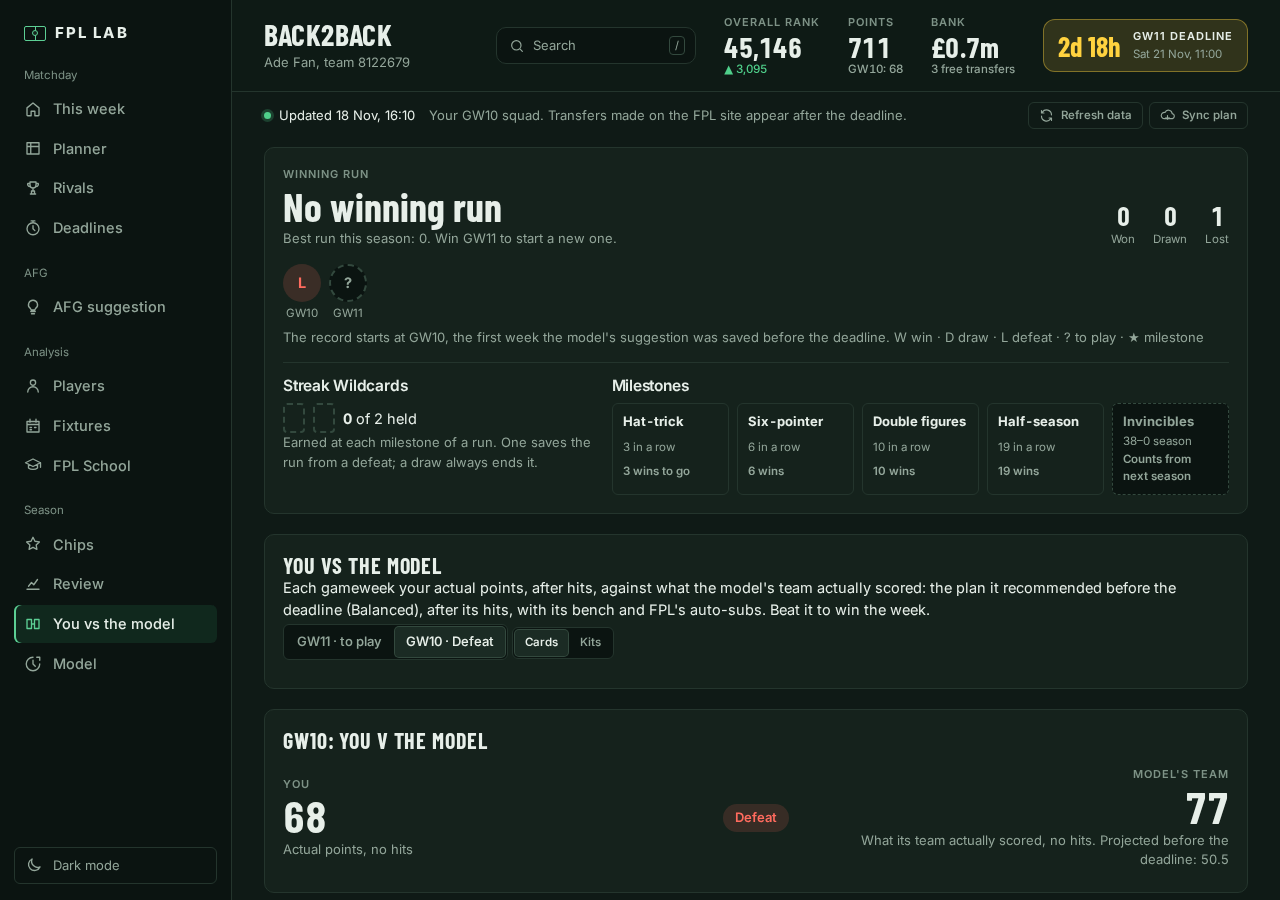 FPL LAB
Matchday
This week
Planner
Rivals
Deadlines
AFG
AFG suggestion
Analysis
Players
Fixtures
FPL School
Season
Chips
Review
You vs the model
Model
Dark mode
BACK2BACK
Ade Fan, team 8122679
Search
/
OVERALL RANK
45,146
▲ 3,095
POINTS
711
GW10: 68
BANK
£0.7m
3 free transfers
2d 18h
GW11 DEADLINE
Sat 21 Nov, 11:00
Updated 18 Nov, 16:10
Your GW10 squad. Transfers made on the FPL site appear after the deadline.
Refresh data
Sync plan
WINNING RUN
No winning run
Best run this season: 0. Win GW11 to start a new one.
0
Won
0
Drawn
1
Lost
L
GW10
?
GW11
The record starts at GW10, the first week the model's suggestion was saved before the deadline. W win · D draw · L defeat · ? to play · ★ milestone
Streak Wildcards
0 of 2 held
Earned at each milestone of a run. One saves the
run from a defeat; a draw always ends it.
Milestones
Hat-trick
3 in a row
3 wins to go
Six-pointer
6 in a row
6 wins
Double figures
10 in a row
10 wins
Half-season
19 in a row
19 wins
Invincibles
38–0 season
Counts from
next season
YOU VS THE MODEL
Each gameweek your actual points, after hits, against what the model's team actually scored: the plan it recommended before the
deadline (Balanced), after its hits, with its bench and FPL's auto-subs. Beat it to win the week.
GW11 · to play
GW10 · Defeat
Cards
Kits
GW10: YOU V THE MODEL
YOU
68
Actual points, no hits
Defeat
MODEL'S TEAM
77
What its team actually scored, no hits. Projected before the
deadline: 50.5